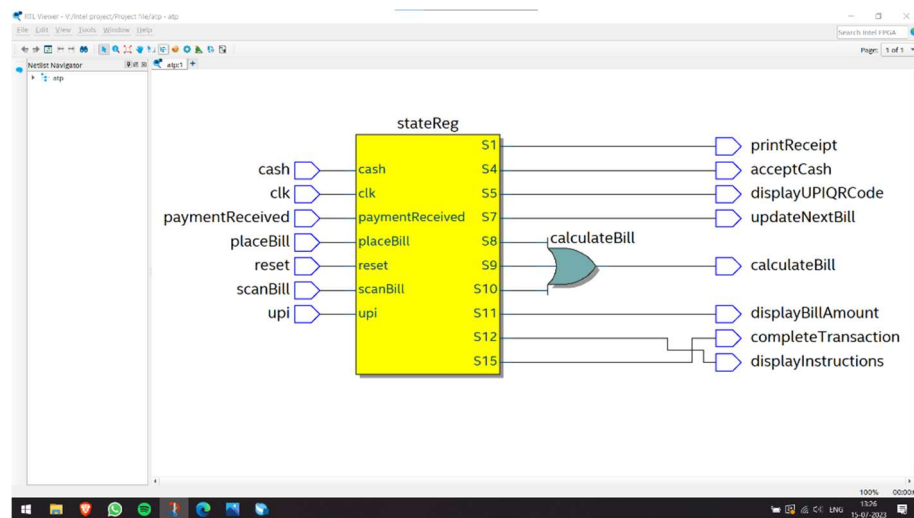 RTL Viewer - V:/Intel project/Project file/atp - atp
File Edit View Tools Window Help
Search Intel FPGA
Page: 1 of 1
Netlist Navigator
atp:1
atp
stateReg
S1
printReceipt
cash
cash
S4
acceptCash
clk
clk
S5
displayUPIQRCode
paymentReceived
paymentReceived
S7
updateNextBill
placeBill
placeBill
S8
calculateBill
reset
reset
S9
calculateBill
scanBill
scanBill
S10
upi
upi
S11
displayBillAmount
S12
completeTransaction
S15
displayInstructions
100%
ENG
13:26
15-07-2023